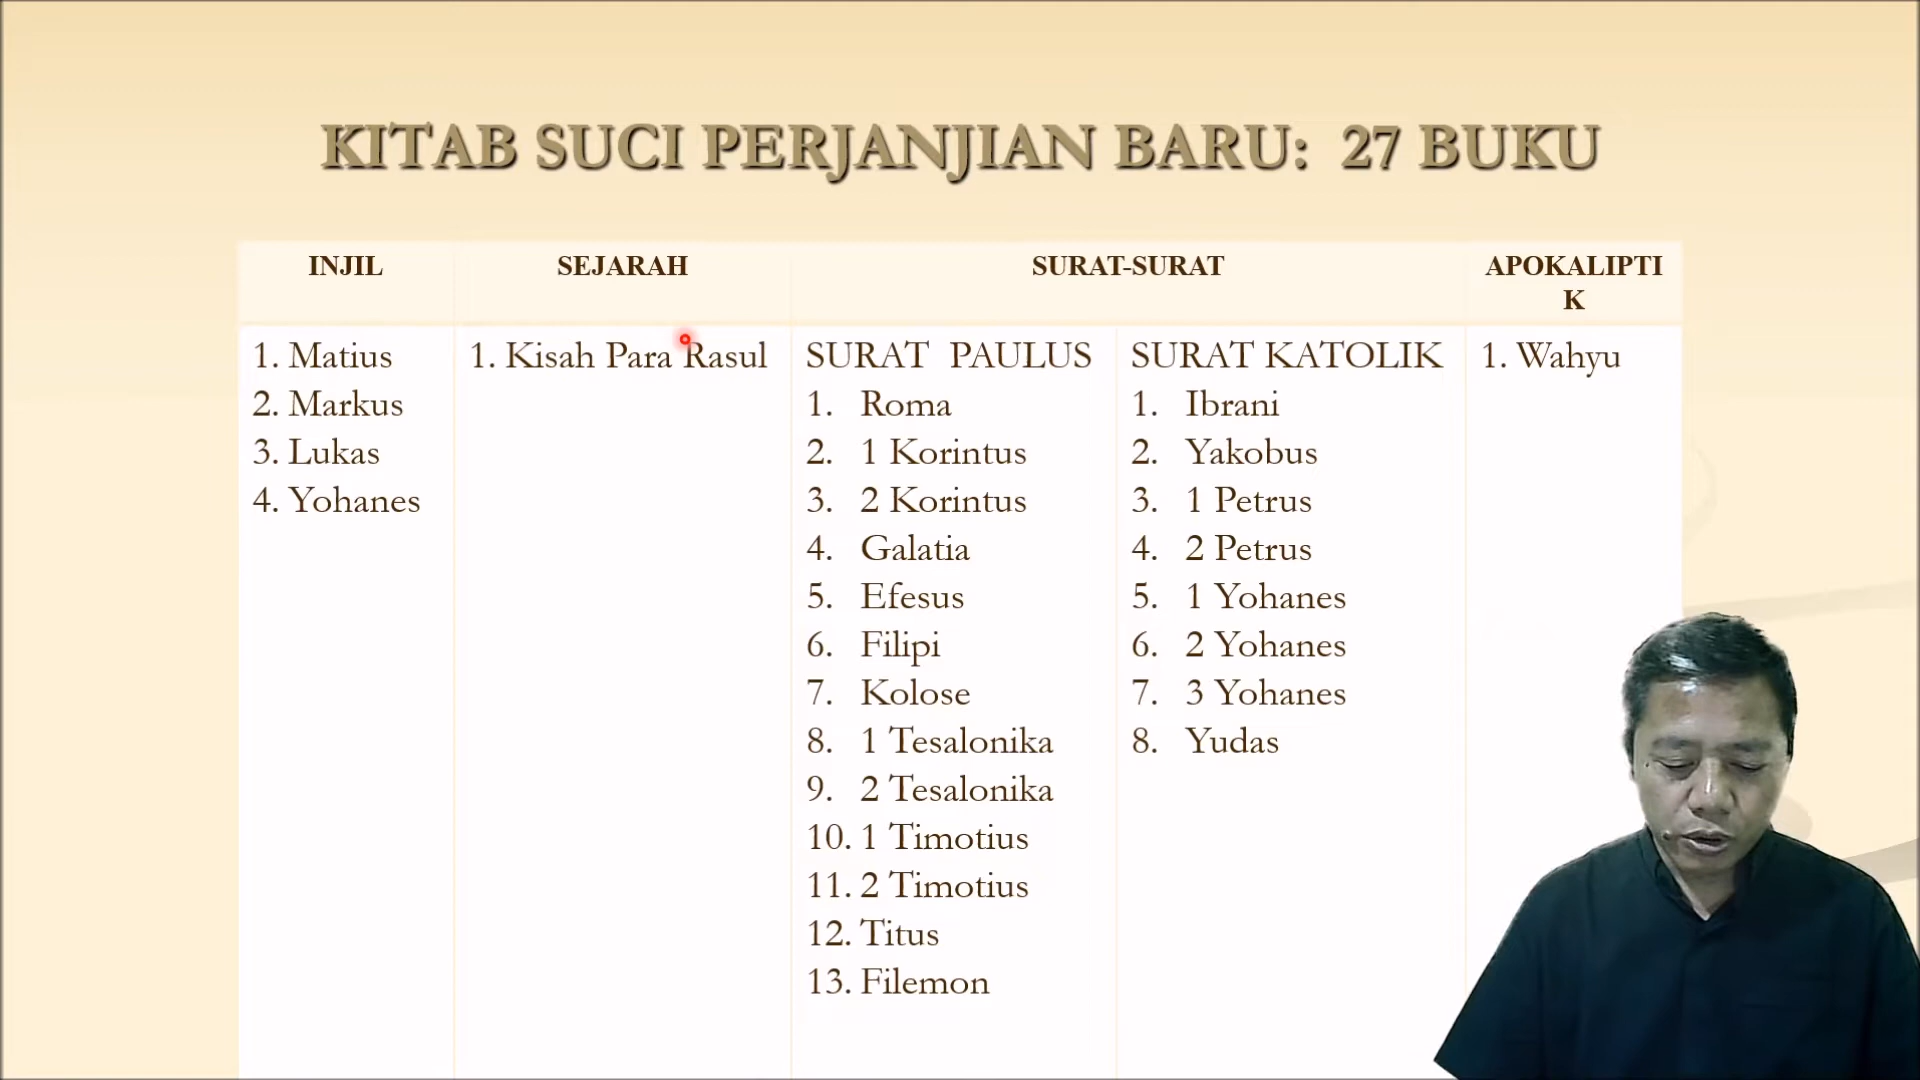 KITAB SUCI PERJANJIAN BARU: 27 BUKU
INJIL
SEJARAH
SURAT-SURAT
APOKALIPTI
K
1. Matius
2. Markus
3. Lukas
4. Yohanes
1. Kisah Para Rasul
SURAT PAULUS
1. Roma
2. 1 Korintus
3. 2 Korintus
4. Galatia
5. Efesus
6. Filipi
7. Kolose
8. 1 Tesalonika
9. 2 Tesalonika
10. 1 Timotius
11. 2 Timotius
12. Titus
13. Filemon
SURAT KATOLIK
1. Ibrani
2. Yakobus
3. 1 Petrus
4. 2 Petrus
5. 1 Yohanes
6. 2 Yohanes
7. 3 Yohanes
8. Yudas
1. Wahyu